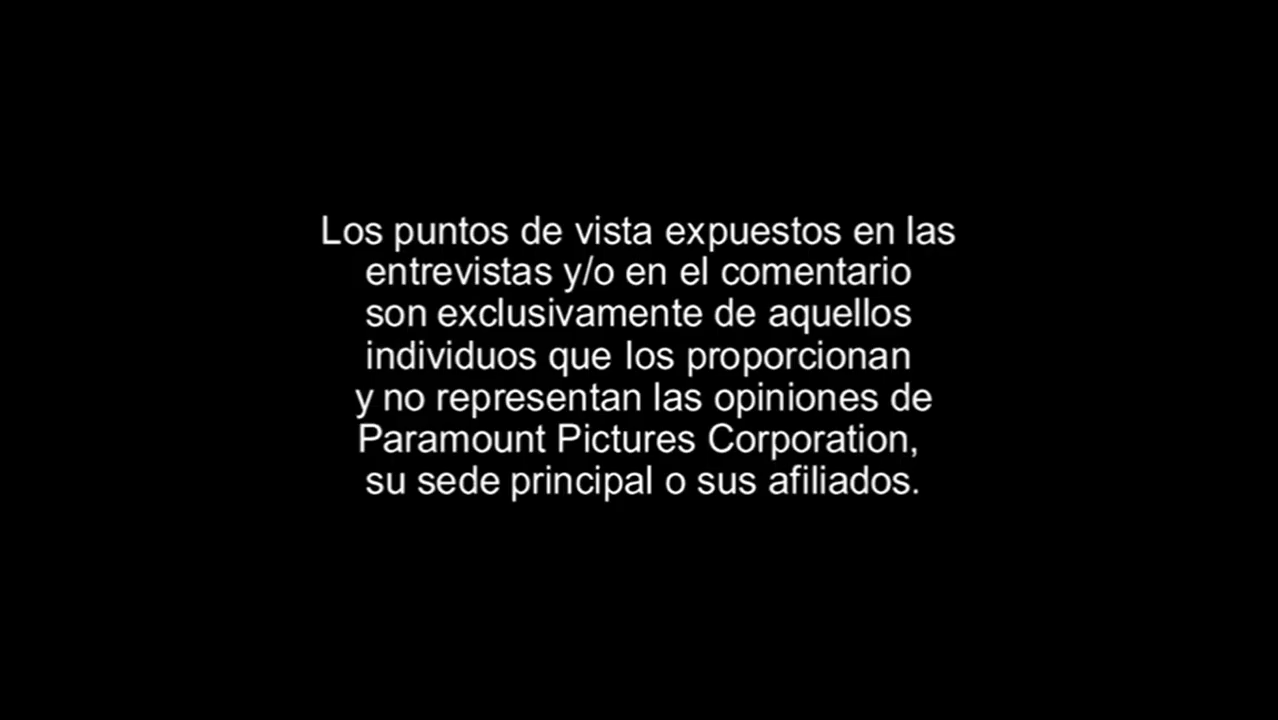 Los puntos de vista expuestos en las
entrevistas y/o en el comentario
son exclusivamente de aquellos
individuos que los proporcionan
y no representan las opiniones de
Paramount Pictures Corporation,
su sede principal o sus afiliados.